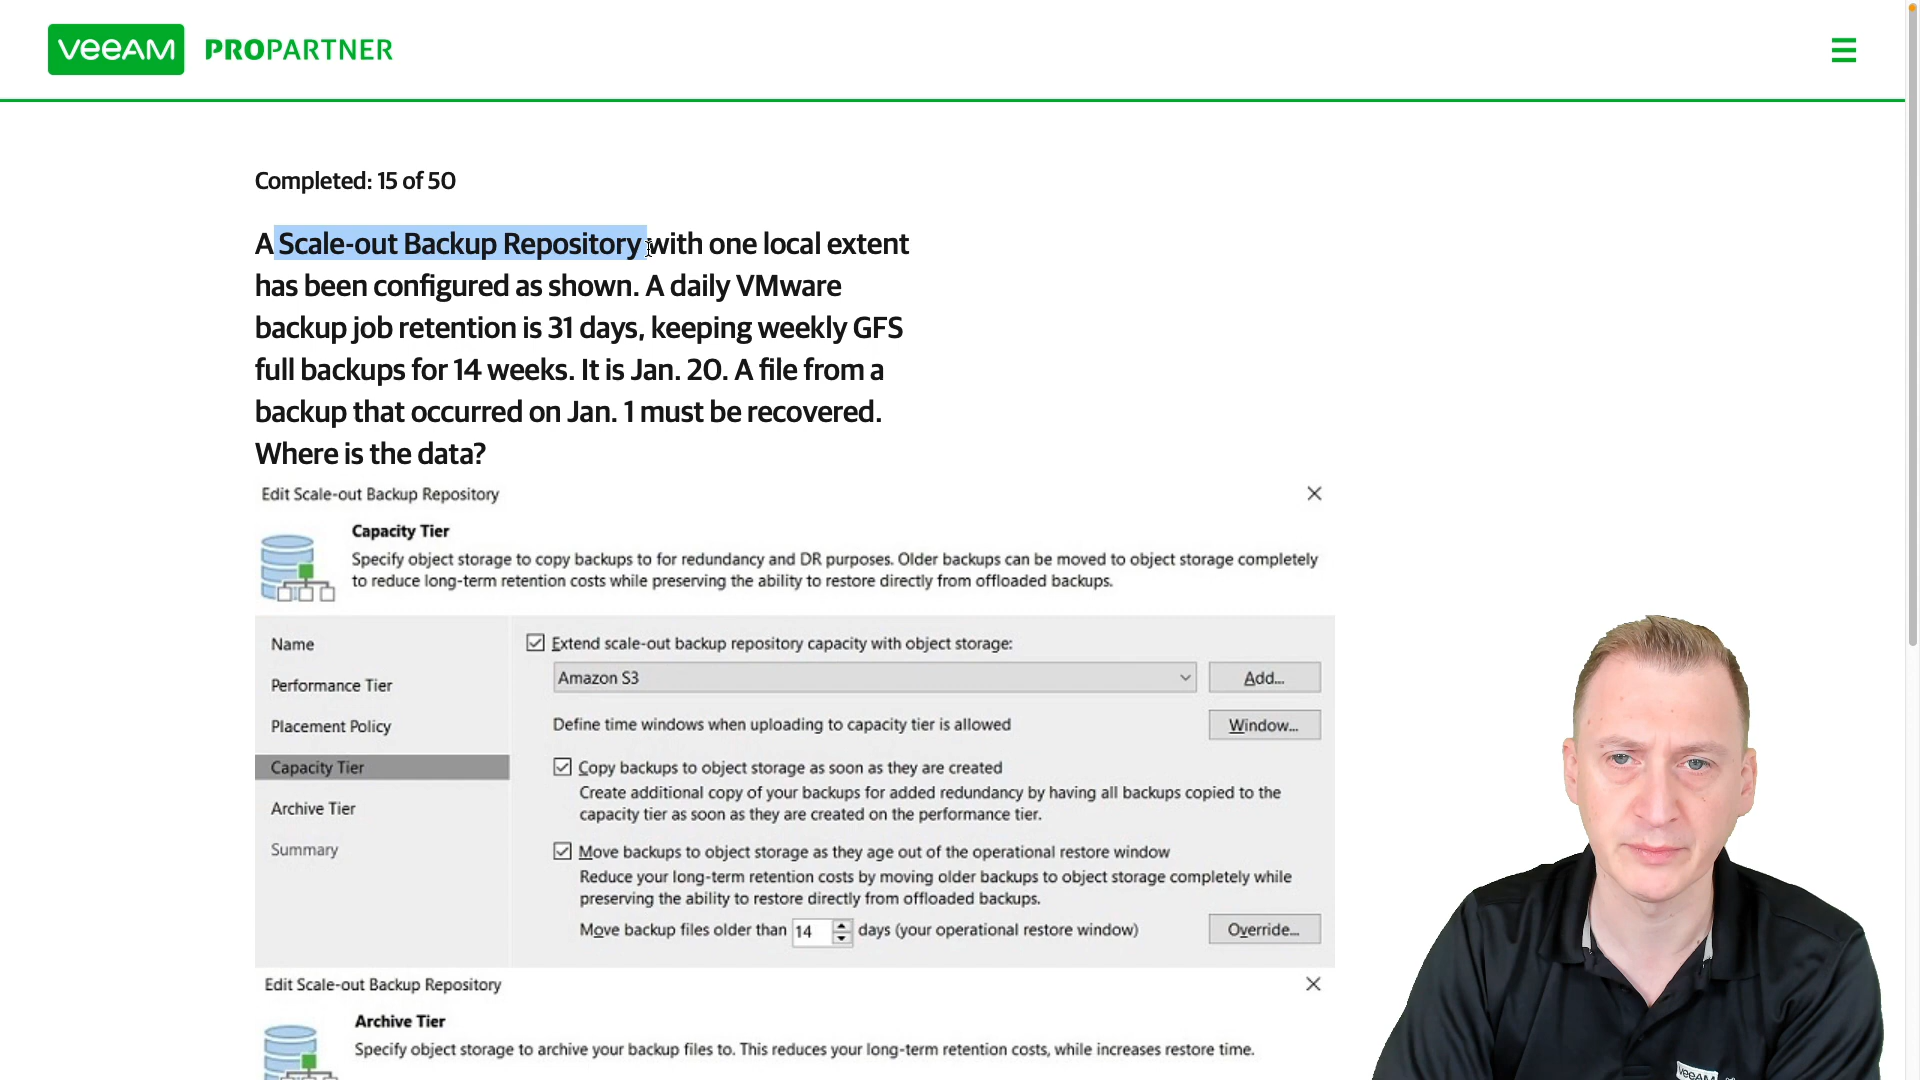 veeAM PROPARTNER
Completed: 15 of 50
A Scale-out Backup Repository with one local extent
has been configured as shown. A daily VMware
backup job retention is 31 days, keeping weekly GFS
full backups for 14 weeks. It is Jan. 20. A file from a
backup that occurred on Jan. 1 must be recovered.
Where is the data?
Edit Scale-out Backup Repository
Capacity Tier
Specify object storage to copy backups to for redundancy and DR purposes. Older backups can be moved to object storage completely
to reduce long-term retention costs while preserving the ability to restore directly from offloaded backups.
Name
Performance Tier
Placement Policy
Capacity Tier
Archive Tier
Summary
Extend scale-out backup repository capacity with object storage:
Amazon S3
Add...
Define time windows when uploading to capacity tier is allowed
Window...
Copy backups to object storage as soon as they are created
Create additional copy of your backups for added redundancy by having all backups copied to the
capacity tier as soon as they are created on the performance tier.
Move backups to object storage as they age out of the operational restore window
Reduce your long-term retention costs by moving older backups to object storage completely while
preserving the ability to restore directly from offloaded backups.
Move backup files older than 14 days (your operational restore window)
Override...
Edit Scale-out Backup Repository
Archive Tier
Specify object storage to archive your backup files to. This reduces your long-term retention costs, while increases restore time.
veeAM